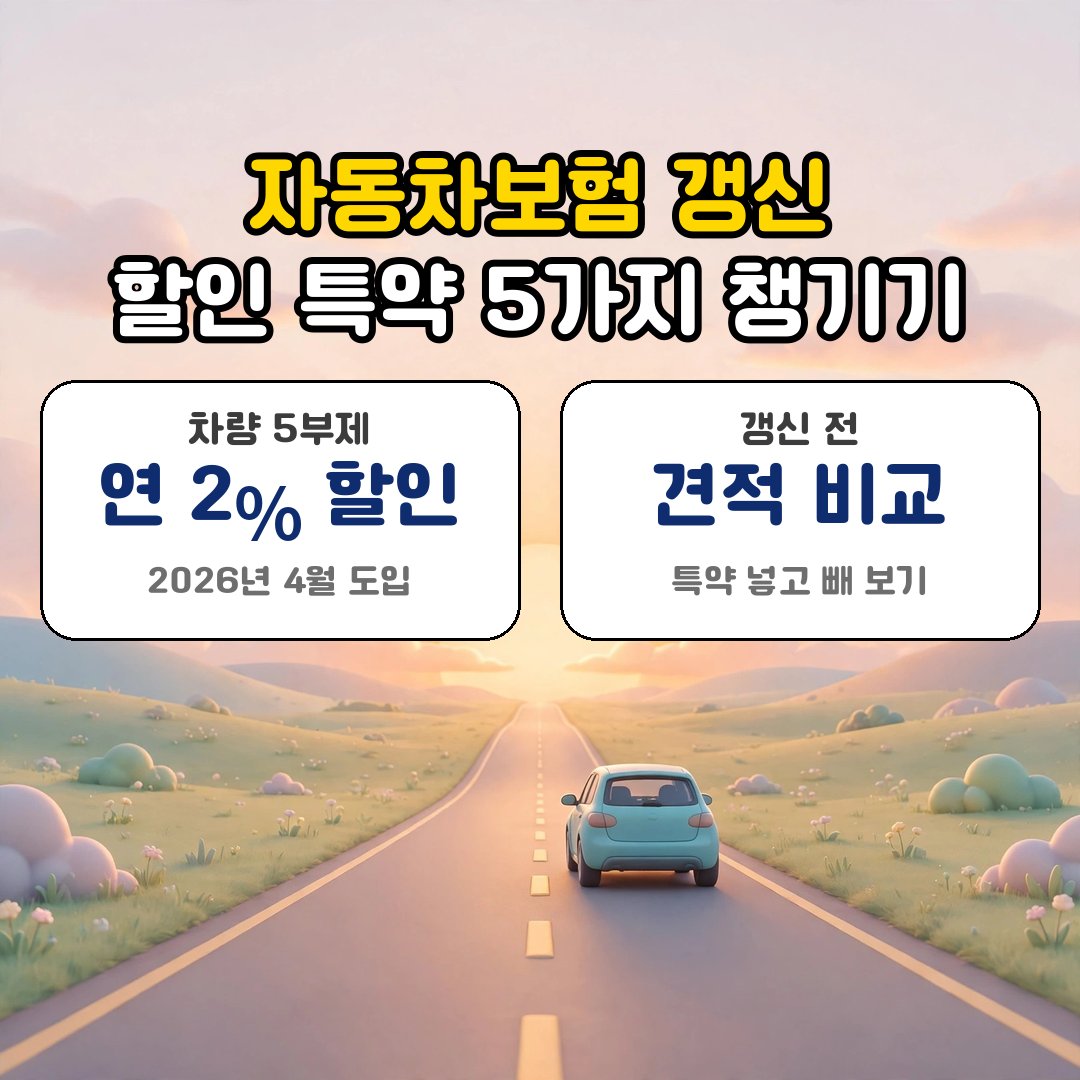 자동차보험 갱신
할인 특약 5가지 챙기기
차량 5부제
연 2% 할인
2026년 4월 도입
갱신 전
견적 비교
특약 넣고 빼 보기